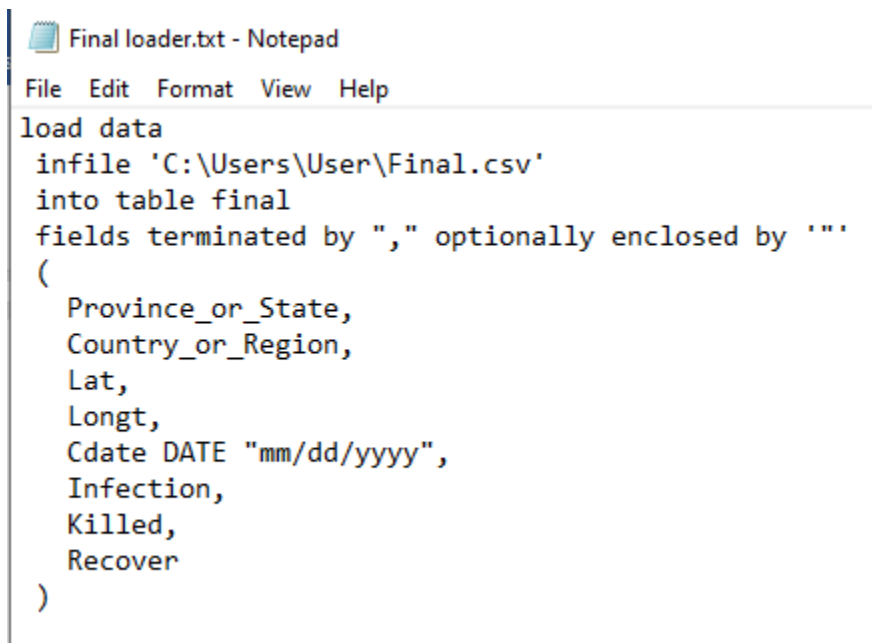 Final loader.txt - Notepad
File Edit Format View Help
load data
infile 'C:\Users\User\Final.csv'
into table final
fields terminated by "," optionally enclosed by '"'
(
Province_or_State,
Country_or_Region,
Lat,
Longt,
Cdate DATE "mm/dd/yyyy",
Infection,
Killed,
Recover
)